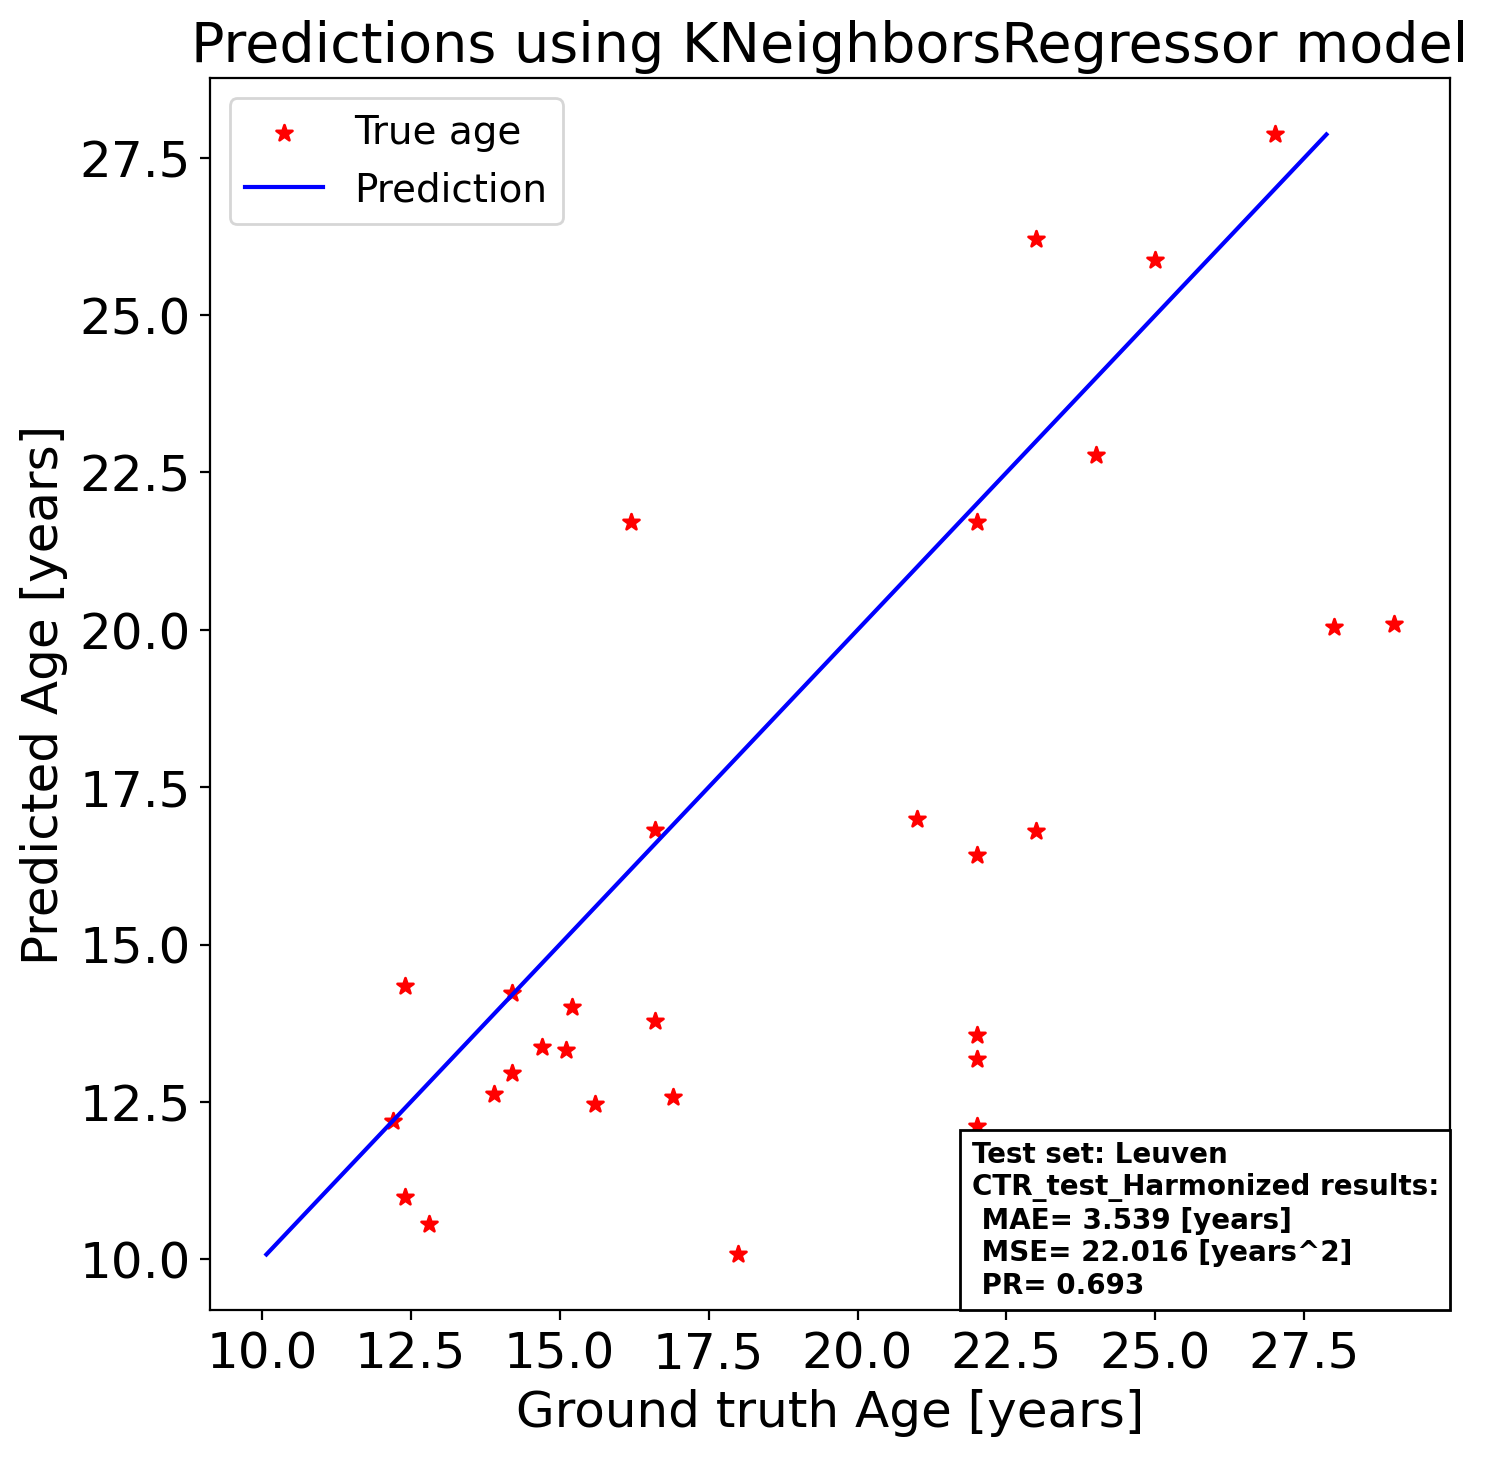 Predictions using KNeighborsRegressor model
True age
Prediction
27.5
25.0
22.5
20.0
17.5
15.0
12.5
10.0
Predicted Age [years]
Test set: Leuven
CTR_test_Harmonized results:
MAE= 3.539 [years]
MSE= 22.016 [years^2]
PR= 0.693
10.0 12.5 15.0 17.5 20.0 22.5 25.0 27.5
Ground truth Age [years]